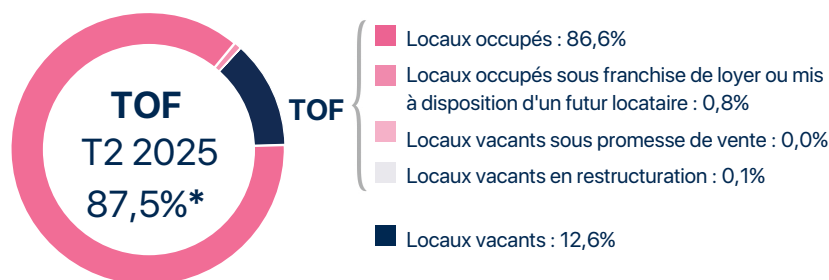 TOF
T2 2025
87,5%*
TOF
Locaux occupés : 86,6%
Locaux occupés sous franchise de loyer ou mis
à disposition d'un futur locataire : 0,8%
Locaux vacants sous promesse de vente : 0,0%
Locaux vacants en restructuration : 0,1%
Locaux vacants : 12,6%